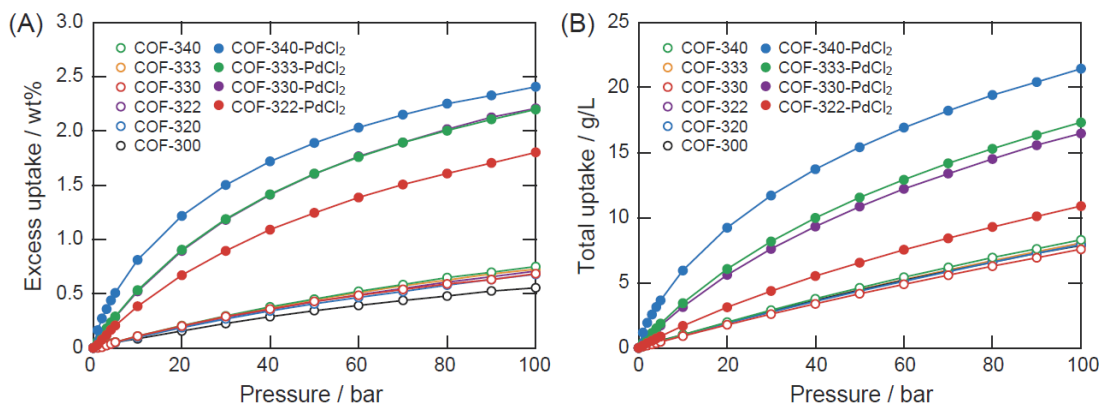 (A)
Excess uptake / wt%
3.0
2.5
2.0
1.5
1.0
0.5
0
COF-340 COF-340-PdCl₂
COF-333 COF-333-PdCl₂
COF-330 COF-330-PdCl₂
COF-322 COF-322-PdCl₂
COF-320
COF-300
0 20 40 60 80 100
Pressure / bar
(B)
Total uptake / g/L
25
20
15
10
5
0
COF-340 COF-340-PdCl₂
COF-333 COF-333-PdCl₂
COF-330 COF-330-PdCl₂
COF-322 COF-322-PdCl₂
COF-320
COF-300
0 20 40 60 80 100
Pressure / bar